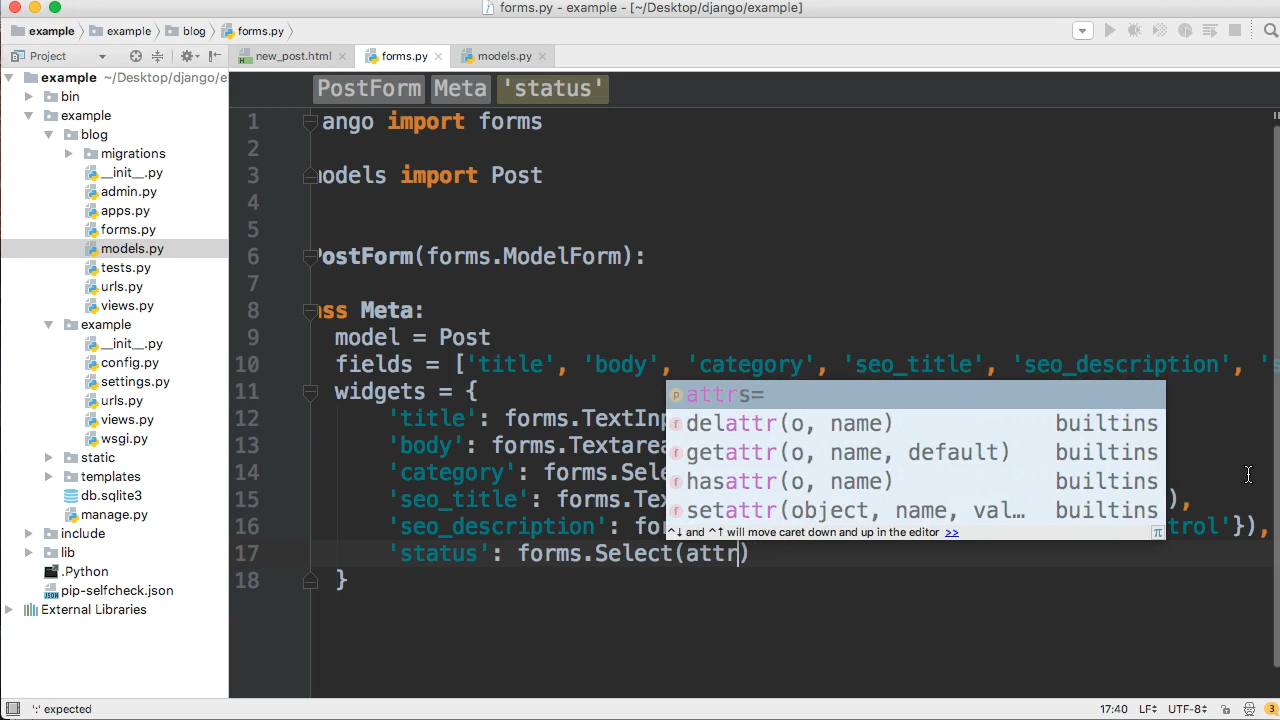 forms.py - example - [~/Desktop/django/example]
example example blog forms.py
Project new_post.html forms.py models.py
example ~/Desktop/django/e
bin
example
blog
migrations
__init__.py
admin.py
apps.py
forms.py
models.py
tests.py
urls.py
views.py
example
__init__.py
config.py
settings.py
urls.py
views.py
wsgi.py
static
templates
db.sqlite3
manage.py
include
lib
.Python
pip-selfcheck.json
External Libraries
PostForm Meta 'status'
1 ango import forms
2
3 models import Post
4
5
6 PostForm(forms.ModelForm):
7
8 ss Meta:
9 model = Post
10 fields = ['title', 'body', 'category', 'seo_title', 'seo_description', 's
11 widgets = {
12 'title': forms.TextInp
13 'body': forms.Textarea
14 'category': forms.Sele
15 'seo_title': forms.Tex ),
16 'seo_description': for trol'}),
17 'status': forms.Select(attr)
18 }
attrs=
delattr(o, name) builtins
getattr(o, name, default) builtins
hasattr(o, name) builtins
setattr(object, name, val… builtins
^↓ and ^↑ will move caret down and up in the editor >> π
':' expected 17:40 LF UTF-8 3